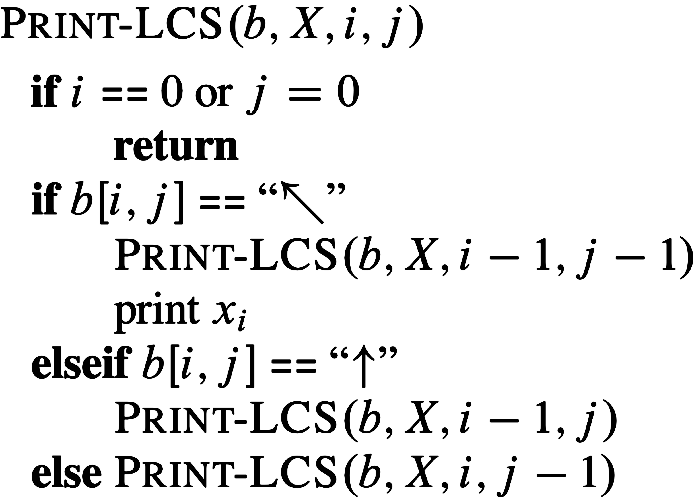 PRINT-LCS(b, X, i, j)
if i == 0 or j = 0
return
if b[i, j] == “↖”
PRINT-LCS(b, X, i − 1, j − 1)
print xᵢ
elseif b[i, j] == “↑”
PRINT-LCS(b, X, i − 1, j)
else PRINT-LCS(b, X, i, j − 1)